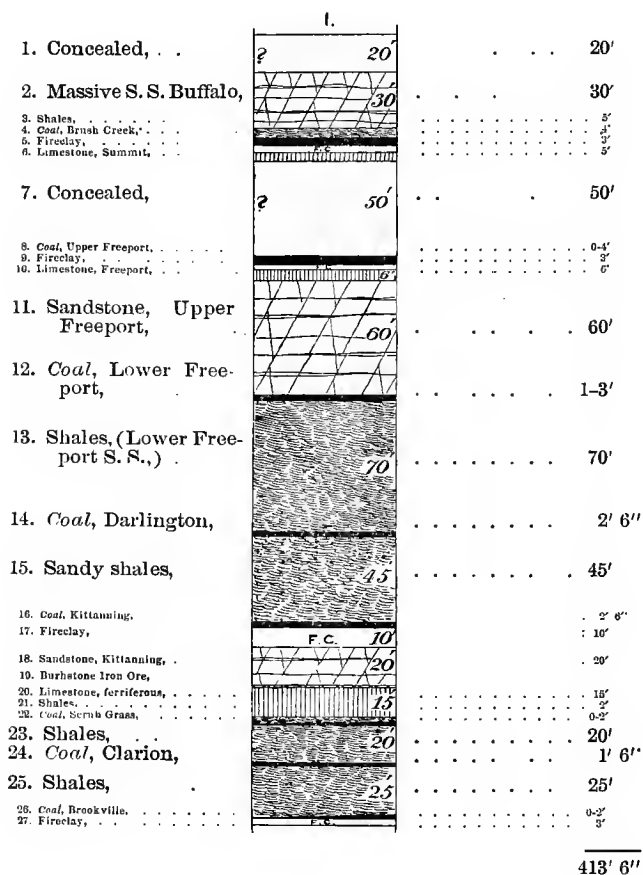 1.
1. Concealed, . . ? 20′ . . . . 20′
2. Massive S. S. Buffalo, 30′ . . . 30′
3. Shales, . . . . . . 5′
4. Coal, Brush Creek, . . 3′
5. Fireclay, . . . . . . F.C. 3′
6. Limestone, Summit, . . 5′
7. Concealed, ? 50′ . . . 50′
8. Coal, Upper Freeport, . . . . . 0-4′
9. Fireclay, . . . . . . F.C. 3′
10. Limestone, Freeport, . . . 6′ 6′
11. Sandstone, Upper
Freeport, 60′ . . . . . 60′
12. Coal, Lower Free-
port, . . . . . . 1-3′
13. Shales, (Lower Free-
port S. S.,) . 70′ . . . . . . . . 70′
14. Coal, Darlington, . . . . . . . 2′ 6″
15. Sandy shales, 45′ . . . . . . . 45′
16. Coal, Kittanning, . 2′ 6″
17. Fireclay, F.C. 10′ : 10′
18. Sandstone, Kittanning, . 20′ . 20′
19. Burhstone Iron Ore,
20. Limestone, ferriferous, . . . . . . 15 15′
21. Shales. . . . . . . . . 2′
22. Coal, Scrub Grass, . . . . . . 0-2′
23. Shales, . . 20′ . . . . . . 20′
24. Coal, Clarion, . . . . . . 1′ 6″
25. Shales, . 25′ . . . . . . 25′
26. Coal, Brookville, . . . . . . 0-2′
27. Fireclay, . . . . . . . F.C. 3′
413′ 6″